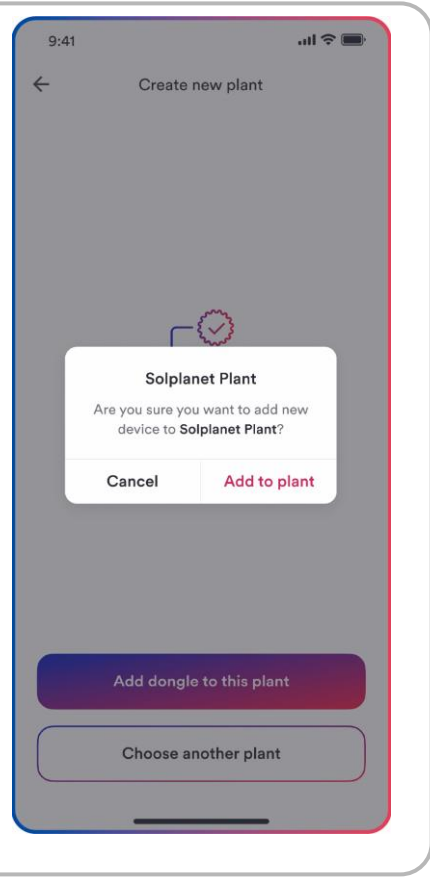 9:41
Create new plant
Solplanet Plant
Are you sure you want to add new
device to Solplanet Plant?
Cancel Add to plant
Add dongle to this plant
Choose another plant